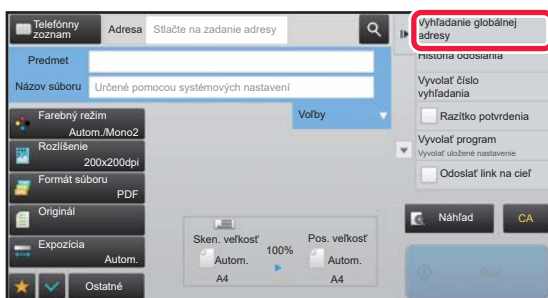 Telefónny
zoznam
Adresa
Stlačte na zadanie adresy
Predmet
Názov súboru
Určené pomocou systémových nastavení
Voľby
Farebný režim
Autom./Mono2
Rozlíšenie
200x200dpi
Formát súboru
PDF
Originál
Expozícia
Autom.
Ostatné
Sken. veľkosť
100%
Pos. veľkosť
Autom.
Autom.
A4
A4
Vyhľadanie globálnej
adresy
História odoslania
Vyvolať číslo
vyhľadania
Razítko potvrdenia
Vyvolať program
Vyvolať uložené nastavenie
Odoslať link na cieľ
Náhľad
CA
Štart